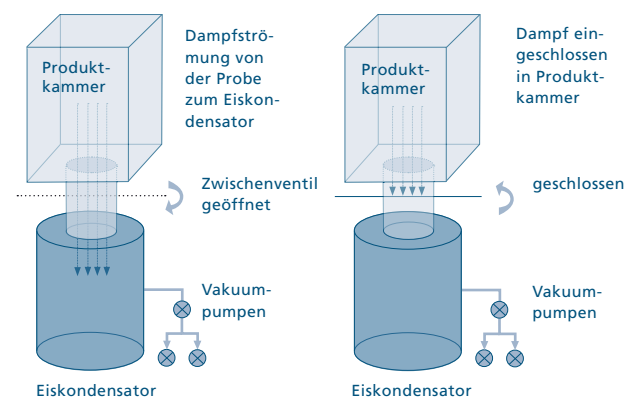 Produkt-
kammer
Dampfströ-
mung von
der Probe
zum Eiskon-
densator
Zwischenventil
geöffnet
Vakuum-
pumpen
Eiskondensator
Produkt-
kammer
Dampf ein-
geschlossen
in Produkt-
kammer
geschlossen
Vakuum-
pumpen
Eiskondensator